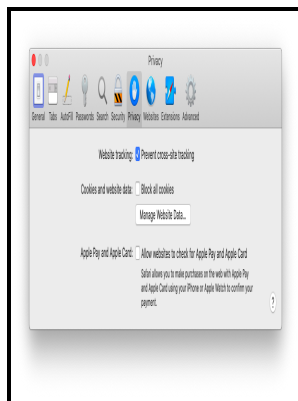 Privacy
General Tabs AutoFill Passwords Search Security Privacy Websites Extensions Advanced
Website tracking: Prevent cross-site tracking
Cookies and website data: Block all cookies
Manage Website Data...
Apple Pay and Apple Card: Allow websites to check for Apple Pay and Apple Card
Safari allows you to make purchases on the web with Apple Pay
and Apple Card using your iPhone or Apple Watch to confirm your
payment.
?